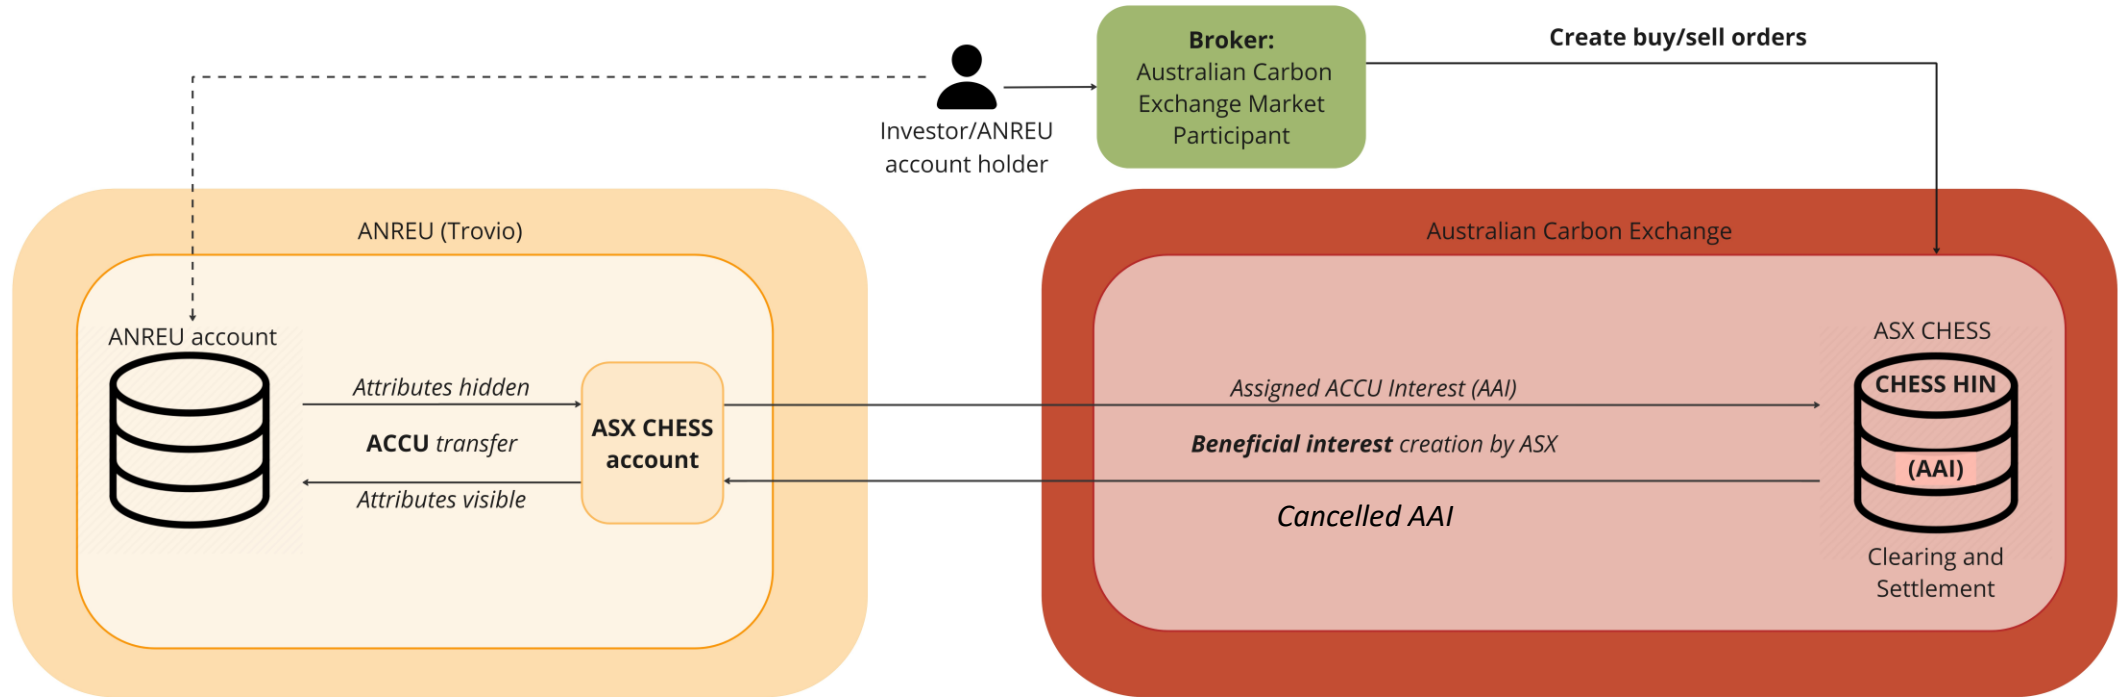 Broker:
Australian Carbon
Exchange Market
Participant
Create buy/sell orders
Investor/ANREU
account holder
ANREU (Trovio)
ANREU account
Attributes hidden
ACCU transfer
Attributes visible
ASX CHESS
account
Australian Carbon Exchange
Assigned ACCU Interest (AAI)
Beneficial interest creation by ASX
Cancelled AAI
ASX CHESS
CHESS HIN
(AAI)
Clearing and
Settlement